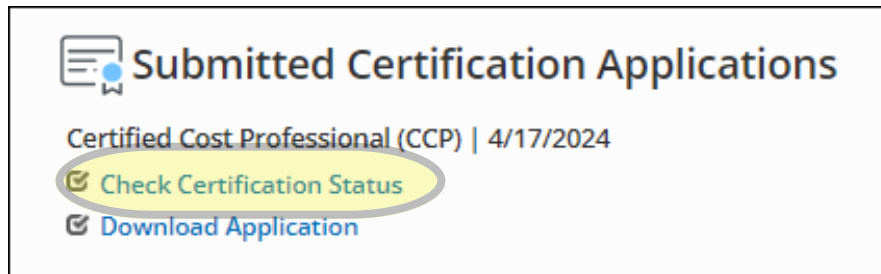 Submitted Certification Applications
Certified Cost Professional (CCP) | 4/17/2024
Check Certification Status
Download Application